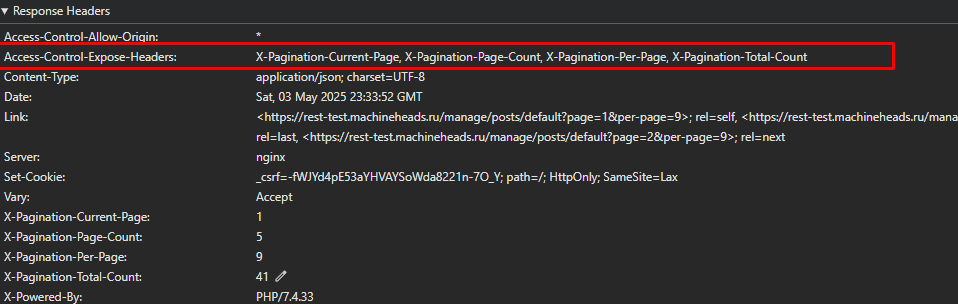 ▼ Response Headers
Access-Control-Allow-Origin: *
Access-Control-Expose-Headers: X-Pagination-Current-Page, X-Pagination-Page-Count, X-Pagination-Per-Page, X-Pagination-Total-Count
Content-Type: application/json; charset=UTF-8
Date: Sat, 03 May 2025 23:33:52 GMT
Link: <https://rest-test.machineheads.ru/manage/posts/default?page=1&per-page=9>; rel=self, <https://rest-test.machineheads.ru/mana
rel=last, <https://rest-test.machineheads.ru/manage/posts/default?page=2&per-page=9>; rel=next
Server: nginx
Set-Cookie: _csrf=-fWJYd4pE53aYHVAYSoWda8221n-7O_Y; path=/; HttpOnly; SameSite=Lax
Vary: Accept
X-Pagination-Current-Page: 1
X-Pagination-Page-Count: 5
X-Pagination-Per-Page: 9
X-Pagination-Total-Count: 41
X-Powered-By: PHP/7.4.33